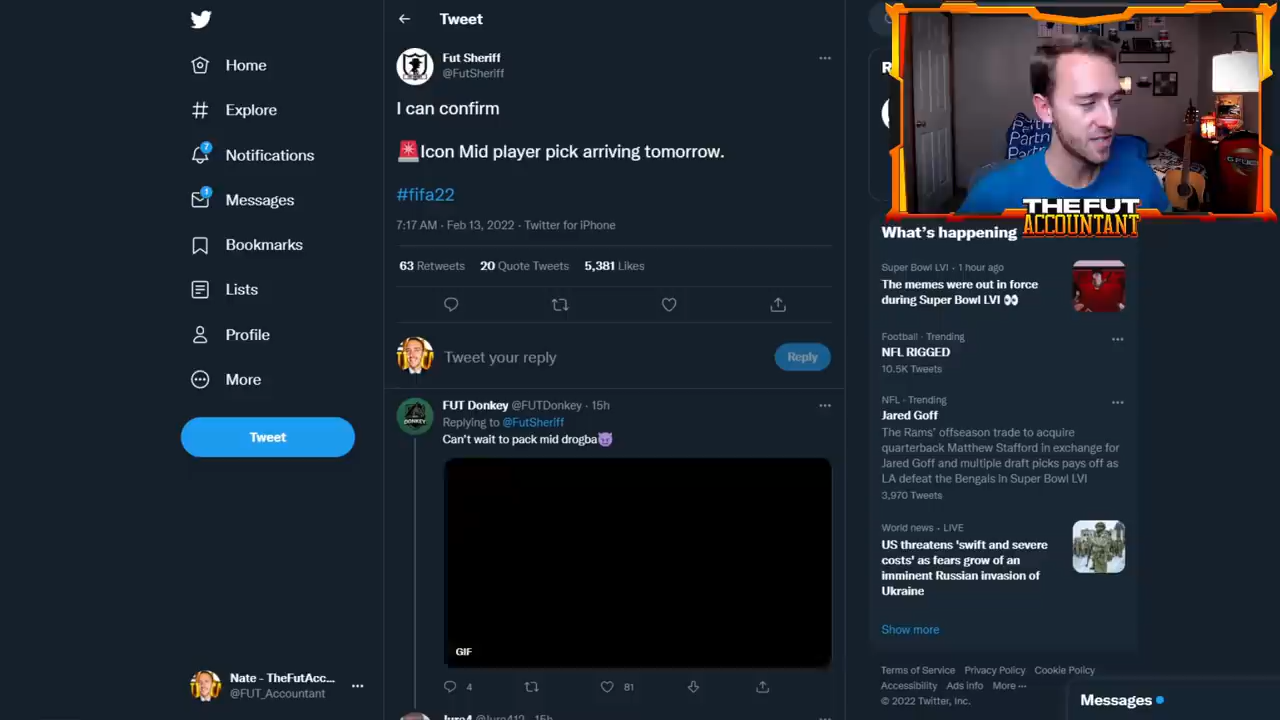 Tweet
Home
Explore
7
Notifications
1
Messages
Bookmarks
Lists
Profile
More
Tweet
Nate - TheFutAcc...
@FUT_Accountant
Fut Sheriff
@FutSheriff
I can confirm
🚨Icon Mid player pick arriving tomorrow.
#fifa22
7:17 AM · Feb 13, 2022 · Twitter for iPhone
63 Retweets 20 Quote Tweets 5,381 Likes
Tweet your reply
Reply
FUT Donkey @FUTDonkey · 15h
Replying to @FutSheriff
Can't wait to pack mid drogba😈
DONKEY
GIF
4
81
THE FUT
ACCOUNTANT
What's happening
Super Bowl LVI · 1 hour ago
The memes were out in force
during Super Bowl LVI 👀
Football · Trending
NFL RIGGED
10.5K Tweets
NFL · Trending
Jared Goff
The Rams' offseason trade to acquire
quarterback Matthew Stafford in exchange for
Jared Goff and multiple draft picks pays off as
LA defeat the Bengals in Super Bowl LVI
3,970 Tweets
World news · LIVE
US threatens 'swift and severe
costs' as fears grow of an
imminent Russian invasion of
Ukraine
Show more
Terms of Service Privacy Policy Cookie Policy
Accessibility Ads info More ···
© 2022 Twitter, Inc.
Messages